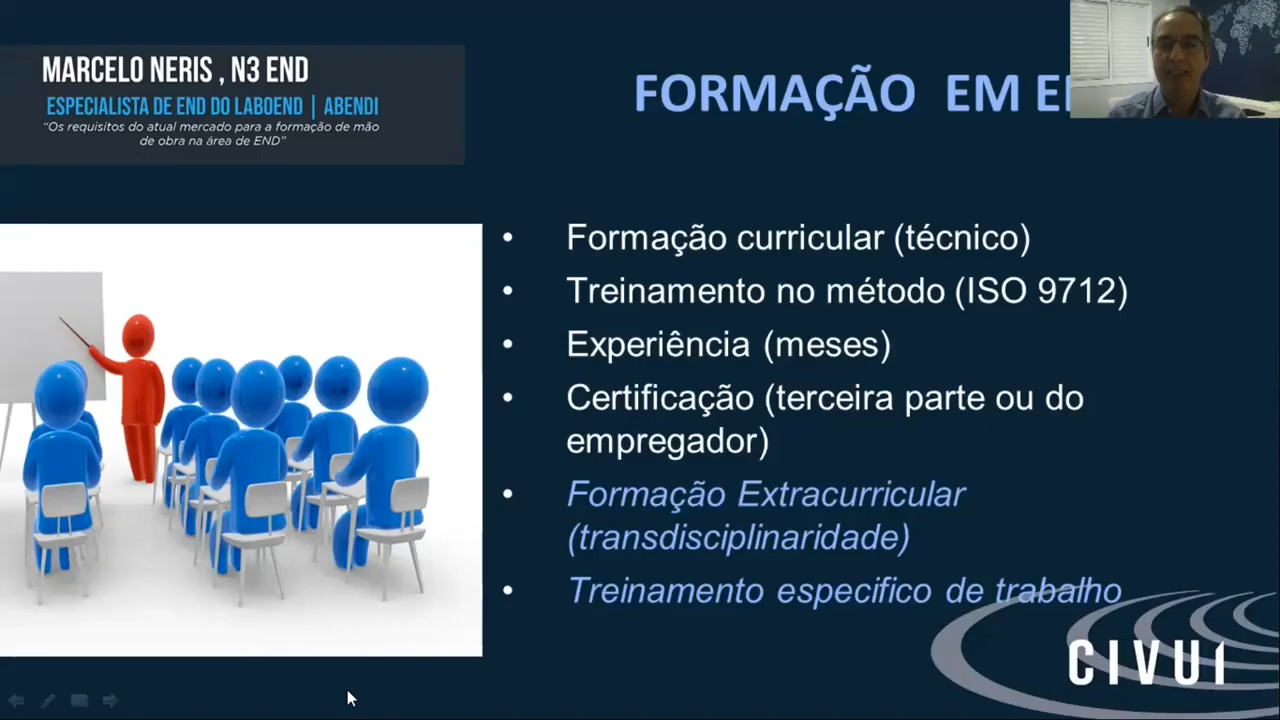 MARCELO NERIS , N3 END
ESPECIALISTA DE END DO LABOEND | ABENDI
“Os requisitos do atual mercado para a formação de mão
de obra na área de END”
FORMAÇÃO EM
• Formação curricular (técnico)
• Treinamento no método (ISO 9712)
• Experiência (meses)
• Certificação (terceira parte ou do
empregador)
• Formação Extracurricular
(transdisciplinaridade)
• Treinamento especifico de trabalho
CIVUI